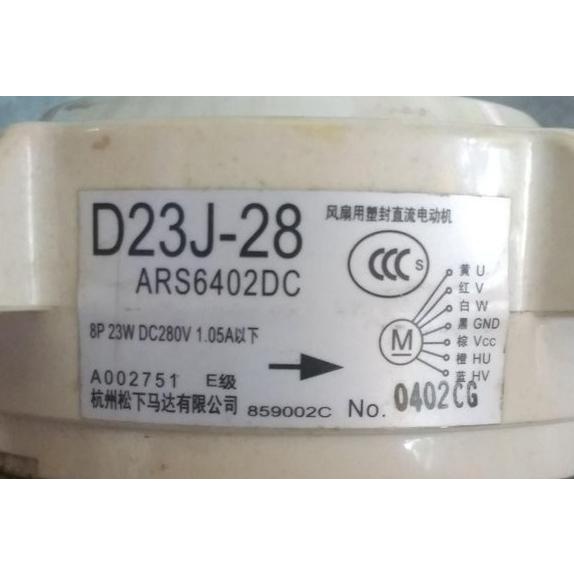 D23J-28
风扇用塑封直流电动机
ARS6402DC
CCC S
黄 U
红 V
白 W
黑 GND
棕 Vcc
橙 HU
蓝 HV
M
8P 23W DC280V 1.05A以下
A002751 E级
杭州松下马达有限公司 859002C No. 0402CG